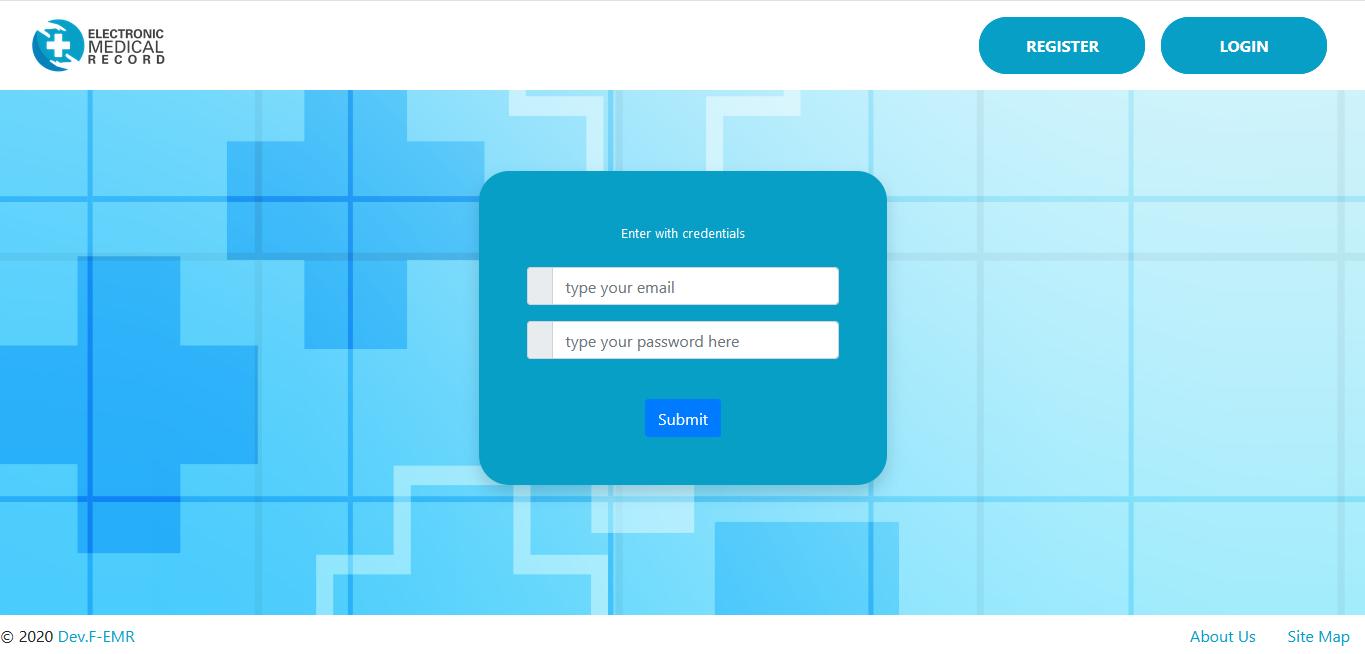 ELECTRONIC
MEDICAL
RECORD
REGISTER
LOGIN
Enter with credentials
type your email
type your password here
Submit
© 2020 Dev.F-EMR
About Us
Site Map